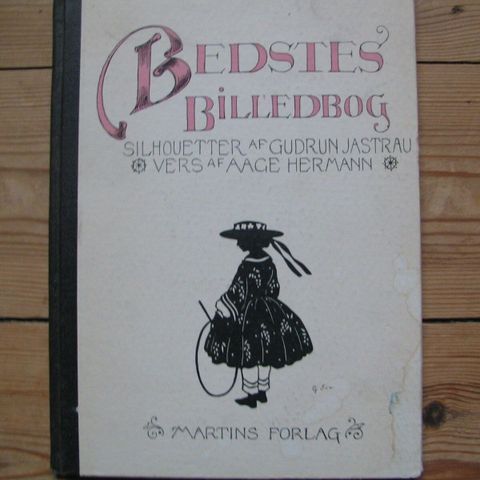 BEDSTES
BILLEDBOG
SILHOUETTER AF GUDRUN JASTRAU
VERS AF AAGE HERMANN
MARTINS FORLAG